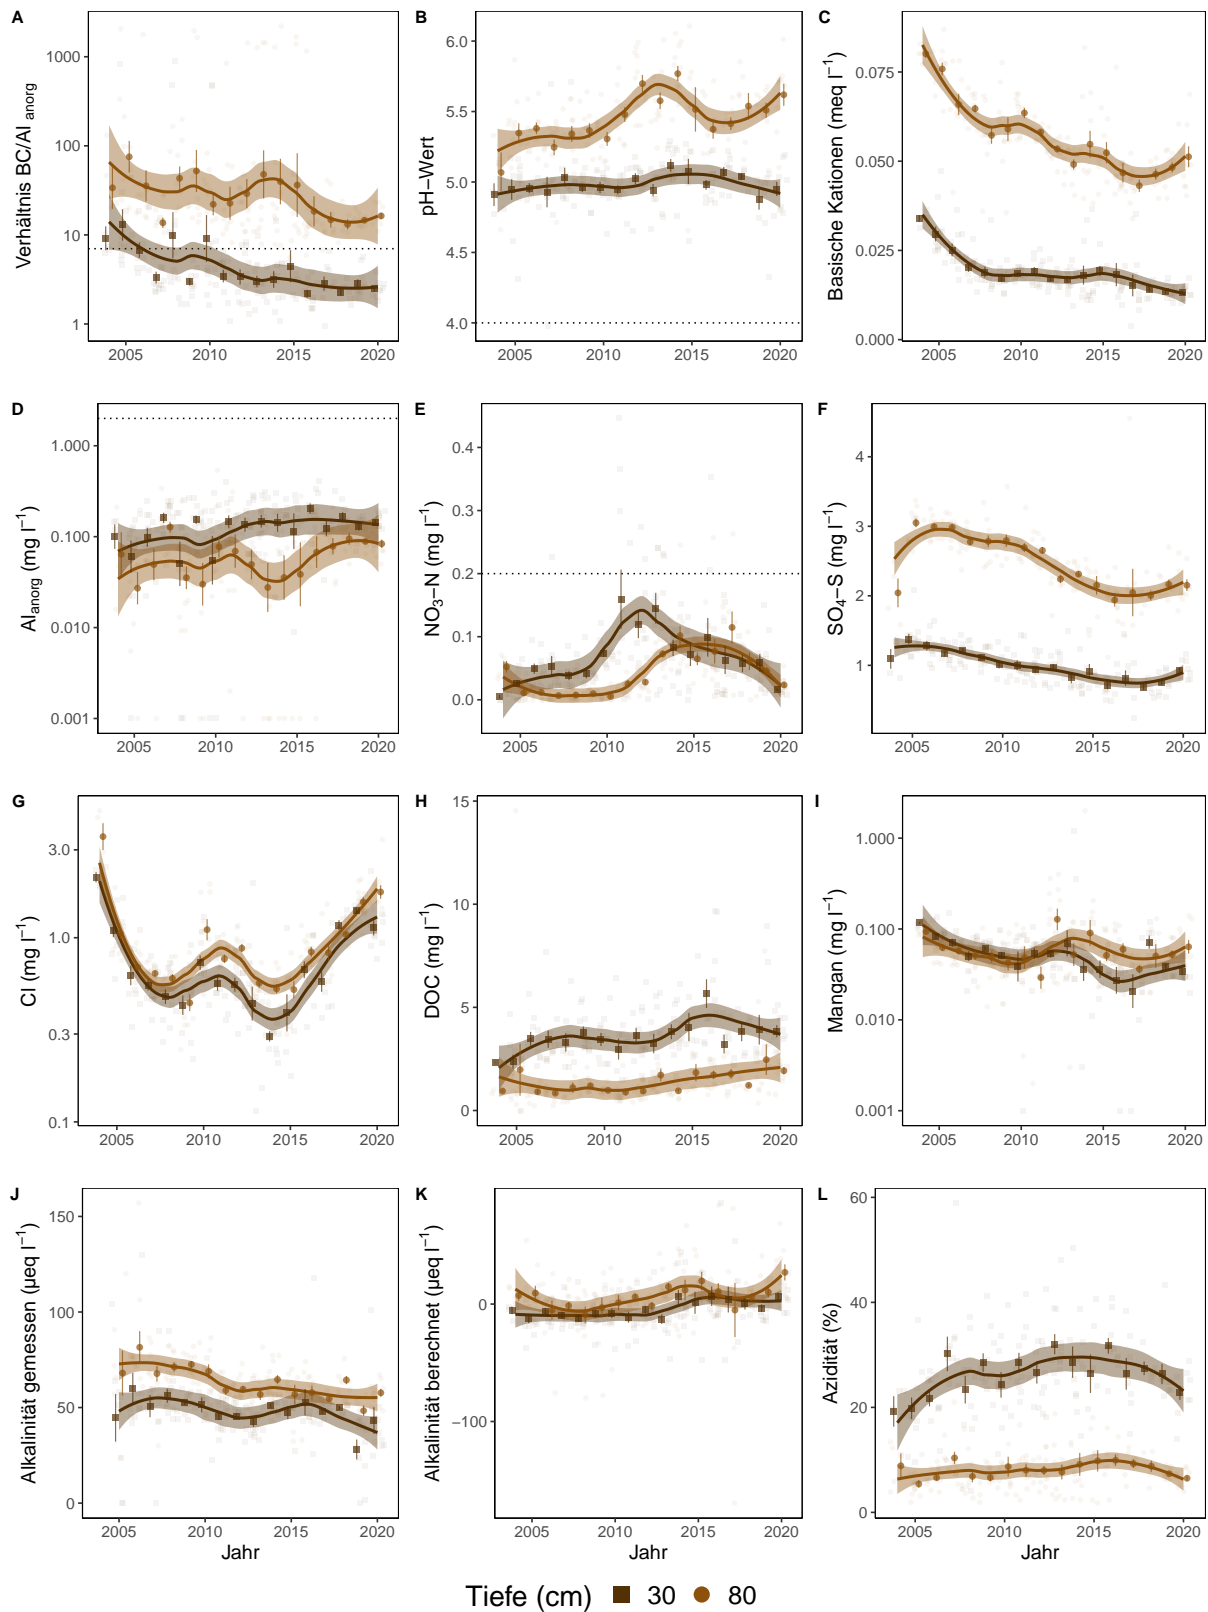 A
Verhältnis BC/Al anorg
1000
100
10
1
2005 2010 2015 2020
B
pH−Wert
6.0
5.5
5.0
4.5
4.0
2005 2010 2015 2020
C
Basische Kationen (meq l⁻¹)
0.075
0.050
0.025
0.000
2005 2010 2015 2020
D
Al anorg (mg l⁻¹)
1.000
0.100
0.010
0.001
2005 2010 2015 2020
E
NO₃−N (mg l⁻¹)
0.4
0.3
0.2
0.1
0.0
2005 2010 2015 2020
F
SO₄−S (mg l⁻¹)
4
3
2
1
2005 2010 2015 2020
G
Cl (mg l⁻¹)
3.0
1.0
0.3
0.1
2005 2010 2015 2020
H
DOC (mg l⁻¹)
15
10
5
0
2005 2010 2015 2020
I
Mangan (mg l⁻¹)
1.000
0.100
0.010
0.001
2005 2010 2015 2020
J
Alkalinität gemessen (µeq l⁻¹)
150
100
50
0
2005 2010 2015 2020
Jahr
K
Alkalinität berechnet (µeq l⁻¹)
0
−100
2005 2010 2015 2020
Jahr
L
Azidität (%)
60
40
20
0
2005 2010 2015 2020
Jahr
Tiefe (cm) 30 80